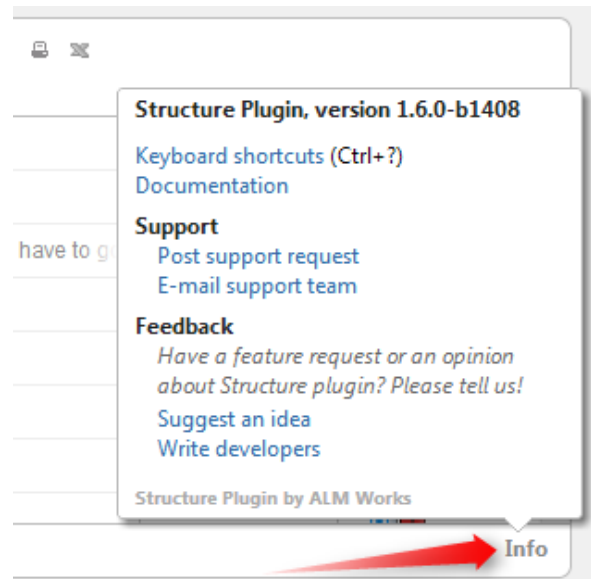 Structure Plugin, version 1.6.0-b1408
Keyboard shortcuts (Ctrl+?)
Documentation
Support
have to
Post support request
E-mail support team
Feedback
Have a feature request or an opinion
about Structure plugin? Please tell us!
Suggest an idea
Write developers
Structure Plugin by ALM Works
Info